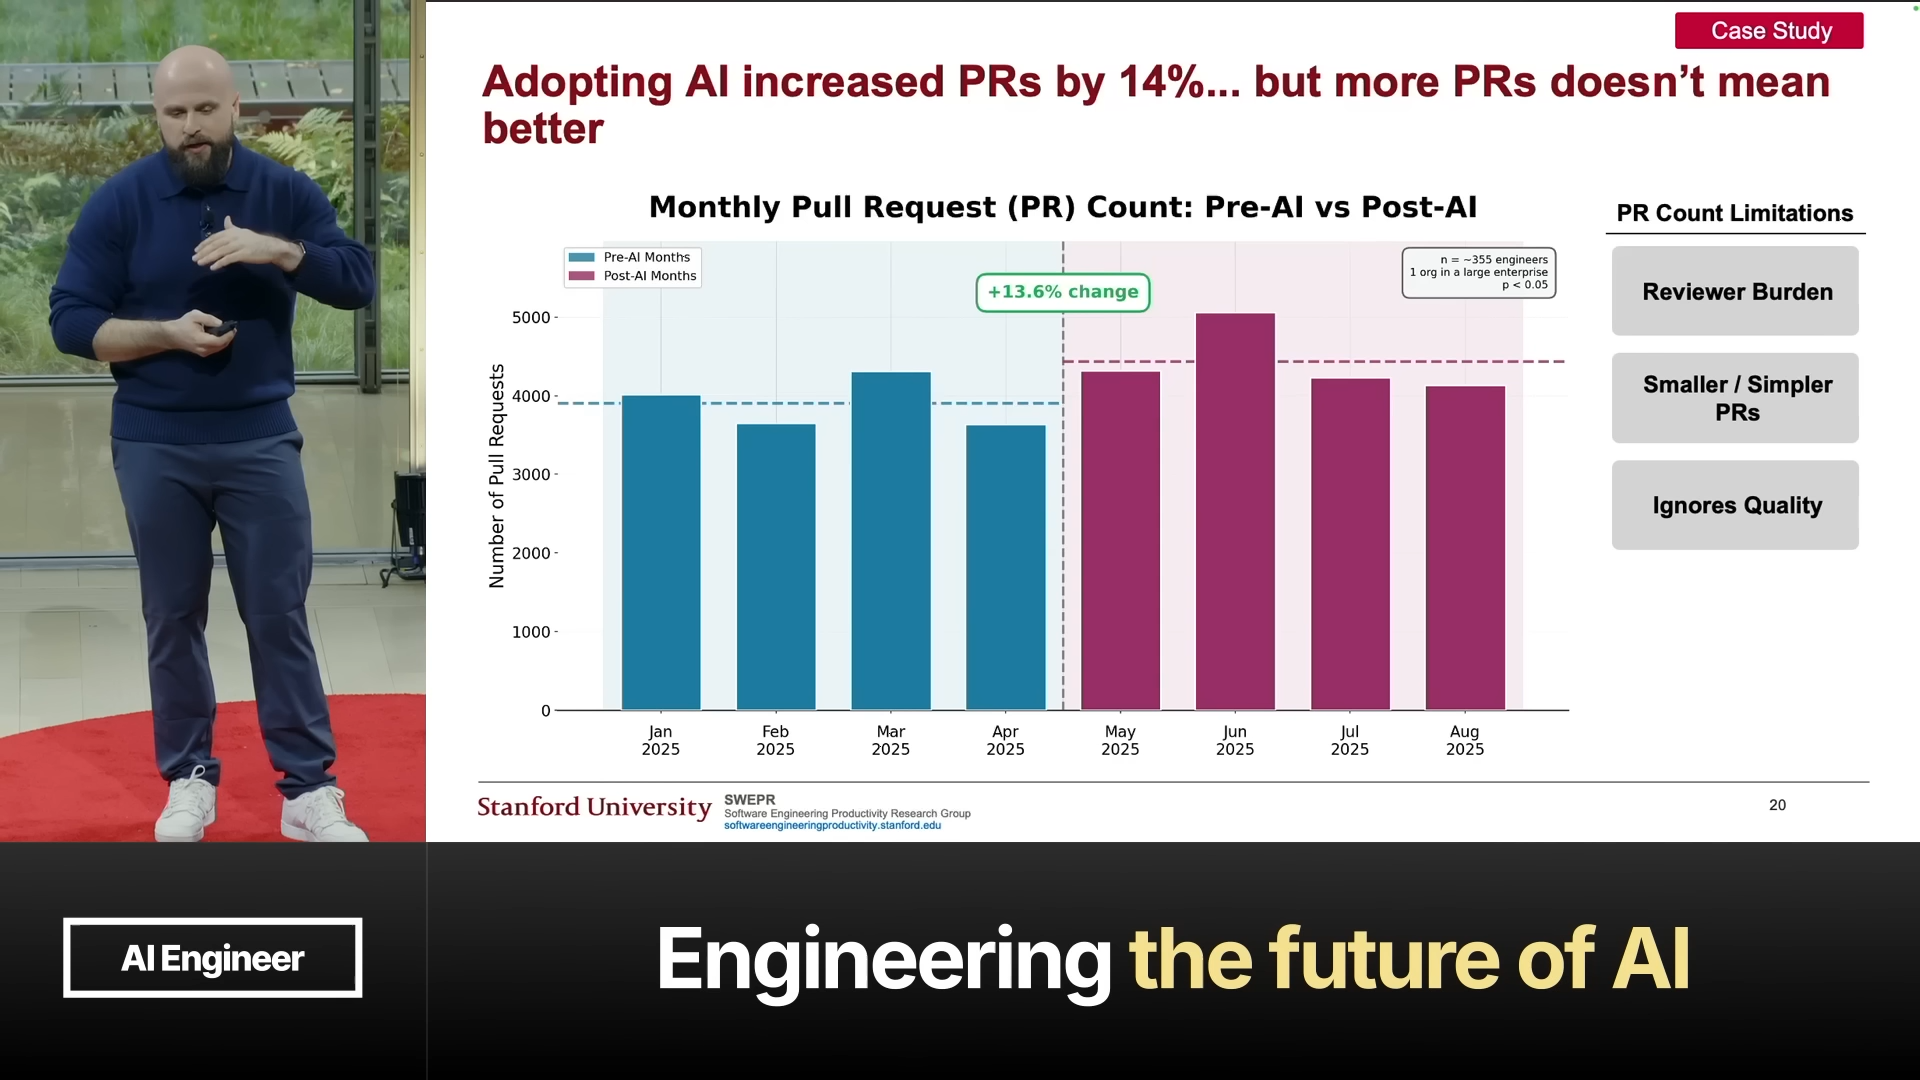 Case Study
Adopting AI increased PRs by 14%... but more PRs doesn’t mean
better
Monthly Pull Request (PR) Count: Pre-AI vs Post-AI
Pre-AI Months
Post-AI Months
+13.6% change
n = ~355 engineers
1 org in a large enterprise
p < 0.05
Number of Pull Requests
5000
4000
3000
2000
1000
0
Jan
2025
Feb
2025
Mar
2025
Apr
2025
May
2025
Jun
2025
Jul
2025
Aug
2025
PR Count Limitations
Reviewer Burden
Smaller / Simpler
PRs
Ignores Quality
Stanford University
SWEPR
Software Engineering Productivity Research Group
softwareengineeringproductivity.stanford.edu
20
AI Engineer
Engineering the future of AI